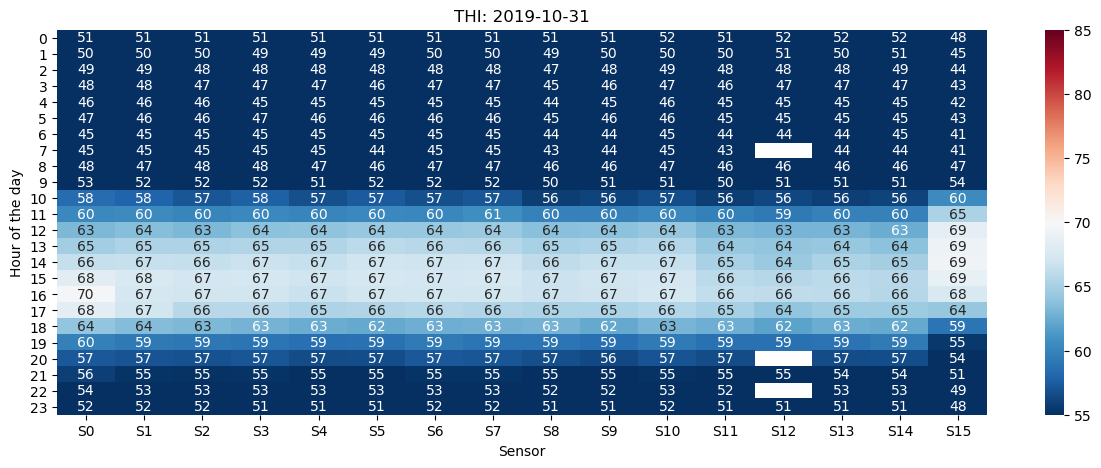 THI: 2019-10-31
Hour of the day
0 51 51 51 51 51 51 51 51 51 51 52 51 52 52 52 48
1 50 50 50 49 49 49 50 50 49 50 50 50 51 50 51 45
2 49 49 48 48 48 48 48 48 47 48 49 48 48 48 49 44
3 48 48 47 47 47 46 47 47 46 46 47 46 47 47 47 43
4 46 46 46 45 45 45 45 45 44 45 46 45 45 45 45 42
5 47 46 46 47 46 46 46 46 45 45 46 45 45 45 45 43
6 45 45 45 45 45 45 45 45 44 44 45 44 44 44 45 41
7 45 45 45 45 45 44 45 45 43 44 45 43 44 44 41
8 48 47 48 48 47 46 47 47 46 46 47 46 46 46 46 47
9 53 52 52 52 51 52 52 52 50 51 51 50 51 51 51 54
10 58 58 57 58 57 57 57 57 56 56 57 56 56 56 56 60
11 60 60 60 60 60 60 60 61 60 60 60 60 59 60 60 65
12 63 64 63 64 64 64 64 64 64 64 64 63 63 63 63 69
13 65 65 65 65 65 66 66 66 65 65 66 64 64 64 64 69
14 66 67 66 67 67 67 67 67 66 67 67 65 64 65 65 69
15 68 68 67 67 67 67 67 67 67 67 67 66 66 66 66 69
16 70 67 67 67 67 67 67 67 67 67 67 66 66 66 66 68
17 68 67 66 66 65 66 66 66 65 65 66 65 64 65 65 64
18 64 64 63 63 63 62 63 63 63 62 63 63 62 63 62 59
19 60 59 59 59 59 59 59 59 59 59 59 59 59 59 59 55
20 57 57 57 57 57 57 57 57 57 56 57 57 57 57 54
21 56 55 55 55 55 55 55 55 55 55 55 55 55 54 54 51
22 54 53 53 53 53 53 53 53 52 52 53 52 53 53 49
23 52 52 52 51 51 51 52 52 51 51 52 51 51 51 51 48
S0 S1 S2 S3 S4 S5 S6 S7 S8 S9 S10 S11 S12 S13 S14 S15
Sensor
85
80
75
70
65
60
55